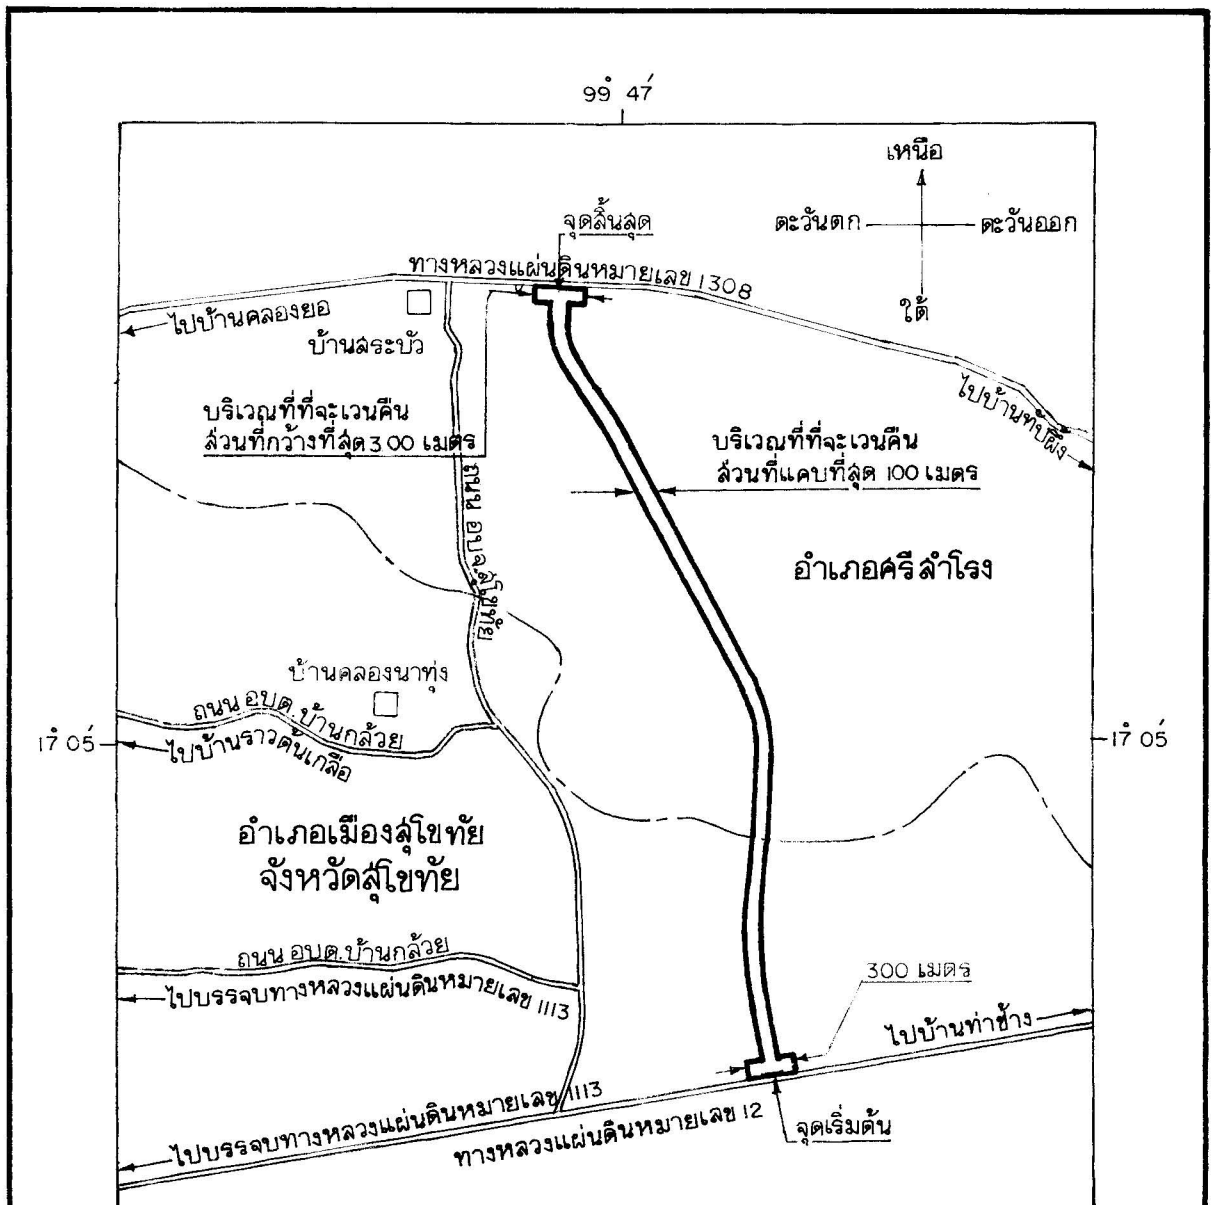 99° 47′
เหนือ
ตะวันตก
ตะวันออก
ใต้
จุดสิ้นสุด
ทางหลวงแผ่นดินหมายเลข 1308
ไปบ้านคลองยอ
บ้านสระบัว
ไปบ้านทับผึ้ง
บริเวณที่ที่จะเวนคืน
ส่วนที่กว้างที่สุด 300 เมตร
บริเวณที่ที่จะเวนคืน
ส่วนที่แคบที่สุด 100 เมตร
ถนน อบจ.สุโขทัย
อำเภอศรีสำโรง
บ้านคลองนาทุ่ง
ถนน อบต. บ้านกล้วย
17° 05′
ไปบ้านราวต้นเกลือ
17° 05′
อำเภอเมืองสุโขทัย
จังหวัดสุโขทัย
ถนน อบต.บ้านกล้วย
ไปบรรจบทางหลวงแผ่นดินหมายเลข 1113
300 เมตร
ไปบ้านท่าช้าง
ไปบรรจบทางหลวงแผ่นดินหมายเลข 1113
ทางหลวงแผ่นดินหมายเลข 12
จุดเริ่มต้น